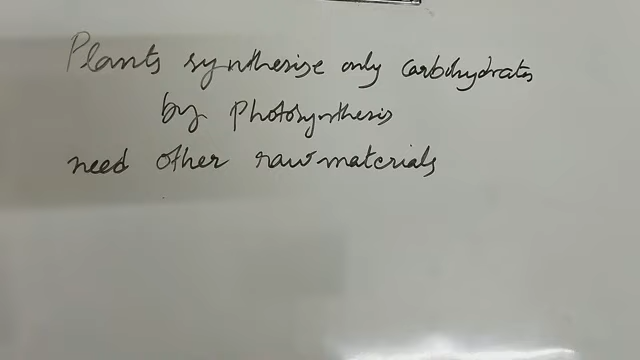 Plants synthesise only carbohydrates
by Photosynthesis
need other raw materials